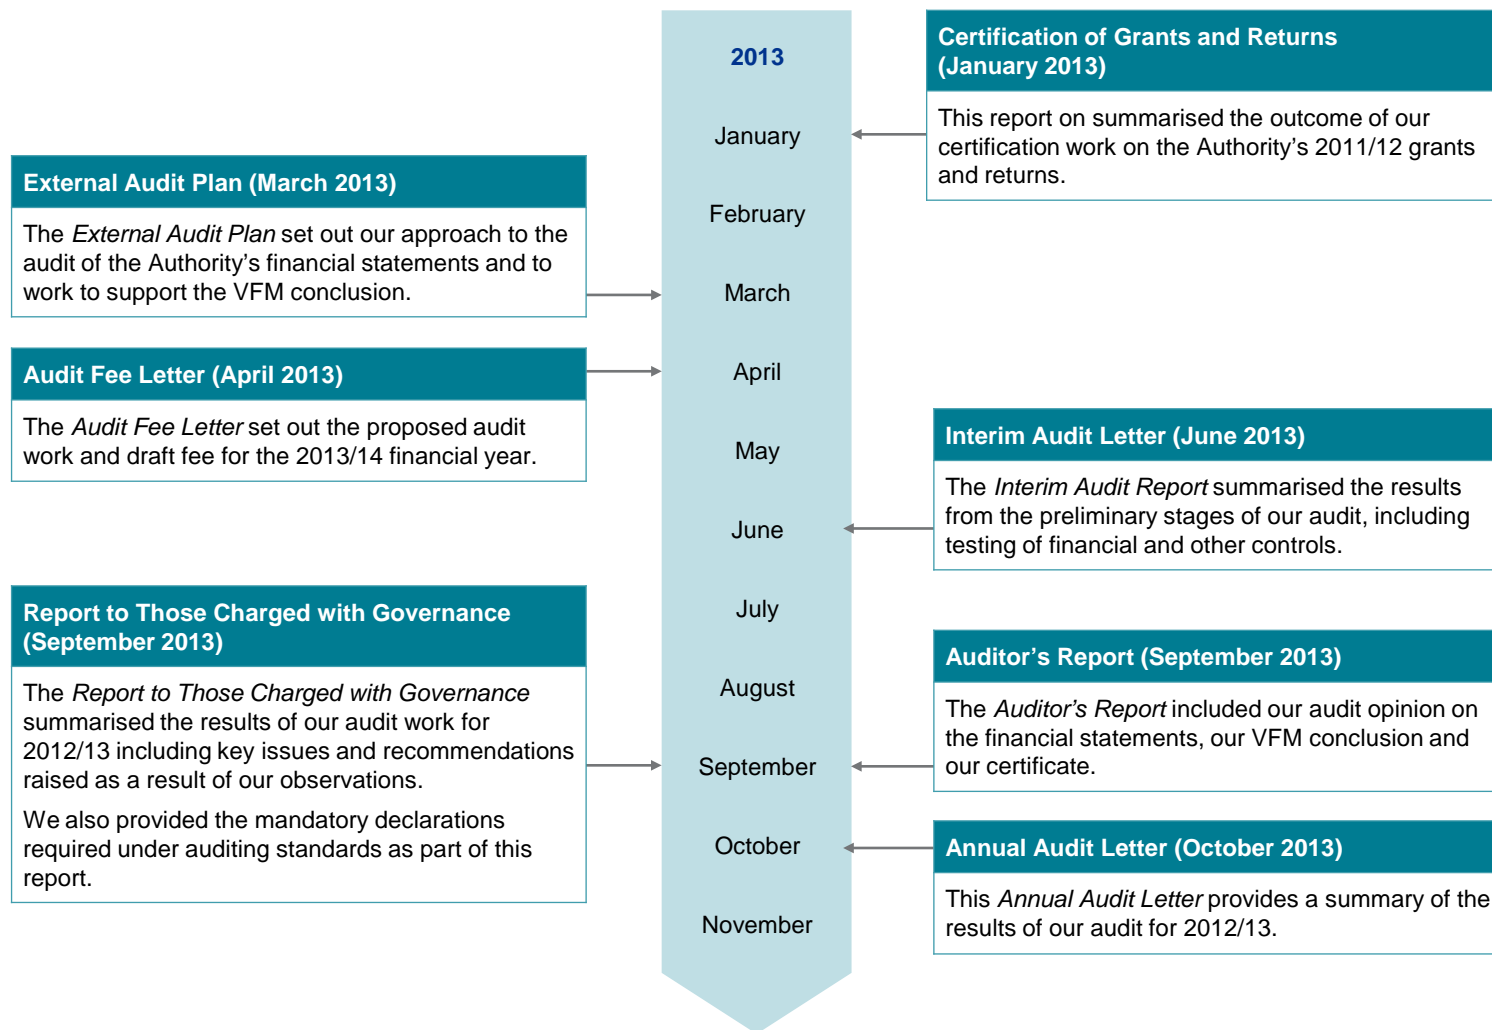 2013
January
February
March
April
May
June
July
August
September
October
November
External Audit Plan (March 2013)
The External Audit Plan set out our approach to the
audit of the Authority’s financial statements and to
work to support the VFM conclusion.
Audit Fee Letter (April 2013)
The Audit Fee Letter set out the proposed audit
work and draft fee for the 2013/14 financial year.
Report to Those Charged with Governance
(September 2013)
The Report to Those Charged with Governance
summarised the results of our audit work for
2012/13 including key issues and recommendations
raised as a result of our observations.
We also provided the mandatory declarations
required under auditing standards as part of this
report.
Certification of Grants and Returns
(January 2013)
This report on summarised the outcome of our
certification work on the Authority’s 2011/12 grants
and returns.
Interim Audit Letter (June 2013)
The Interim Audit Report summarised the results
from the preliminary stages of our audit, including
testing of financial and other controls.
Auditor’s Report (September 2013)
The Auditor’s Report included our audit opinion on
the financial statements, our VFM conclusion and
our certificate.
Annual Audit Letter (October 2013)
This Annual Audit Letter provides a summary of the
results of our audit for 2012/13.